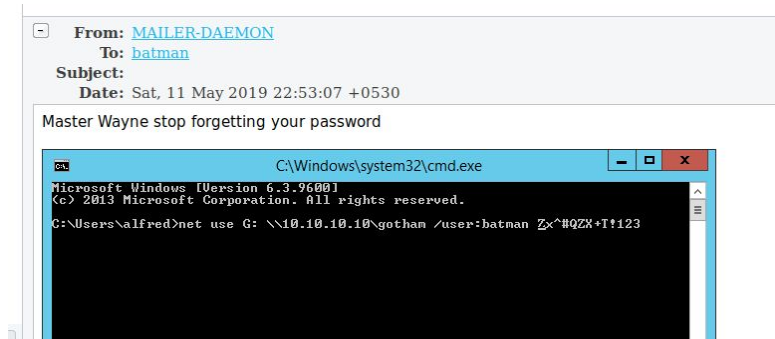 From: MAILER-DAEMON
To: batman
Subject:
Date: Sat, 11 May 2019 22:53:07 +0530
Master Wayne stop forgetting your password
C:\Windows\system32\cmd.exe
Microsoft Windows [Version 6.3.9600]
(c) 2013 Microsoft Corporation. All rights reserved.
C:\Users\alfred>net use G: \\10.10.10.10\gotham /user:batman Zx^#QZX+T!123